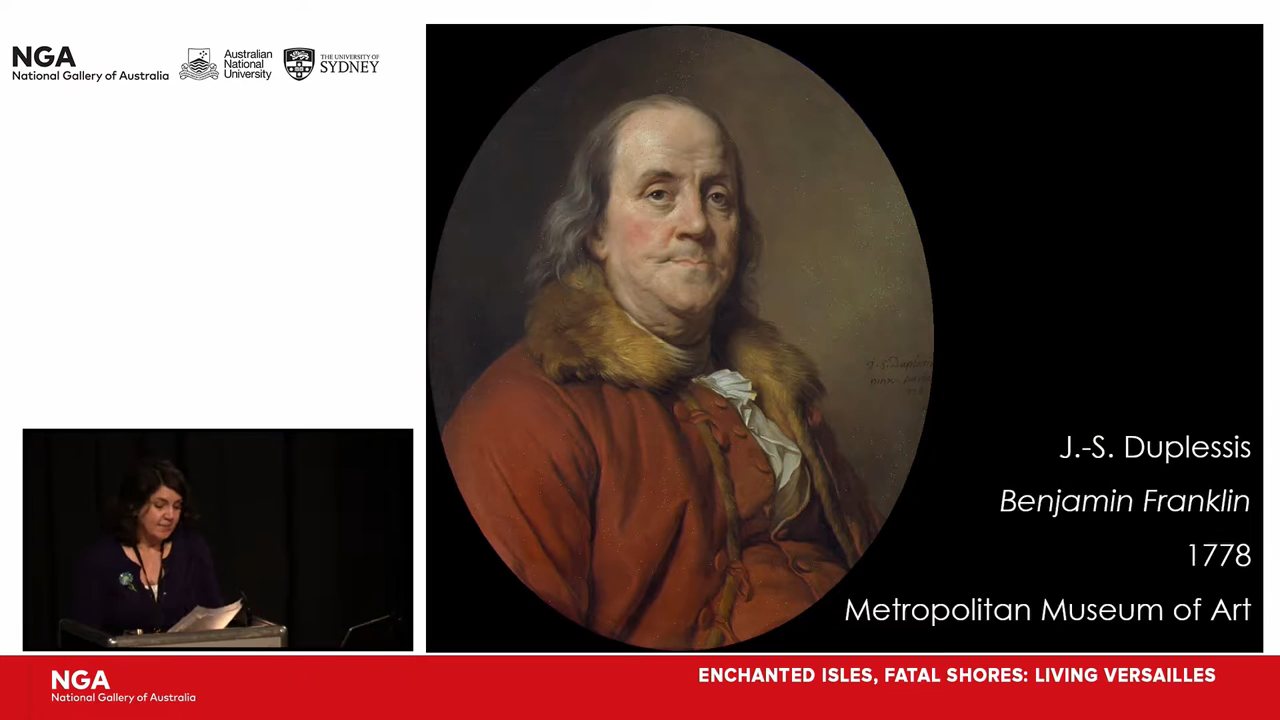 NGA
National Gallery of Australia
Australian
National
University
THE UNIVERSITY OF
SYDNEY
J.-S. Duplessis
Benjamin Franklin
1778
Metropolitan Museum of Art
NGA
National Gallery of Australia
ENCHANTED ISLES, FATAL SHORES: LIVING VERSAILLES